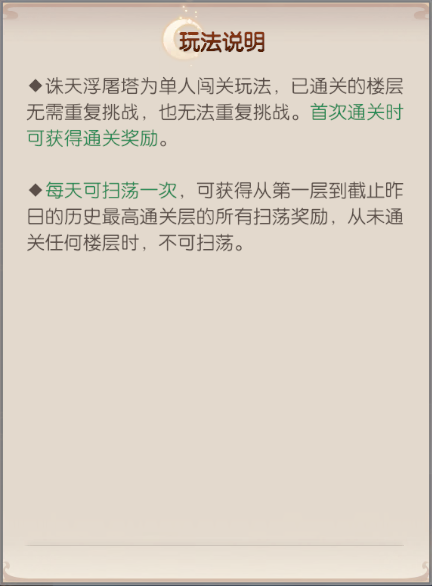 玩法说明
◆诛天浮屠塔为单人闯关玩法，已通关的楼层
无需重复挑战，也无法重复挑战。首次通关时
可获得通关奖励。
◆每天可扫荡一次，可获得从第一层到截止昨
日的历史最高通关层的所有扫荡奖励，从未通
关任何楼层时，不可扫荡。